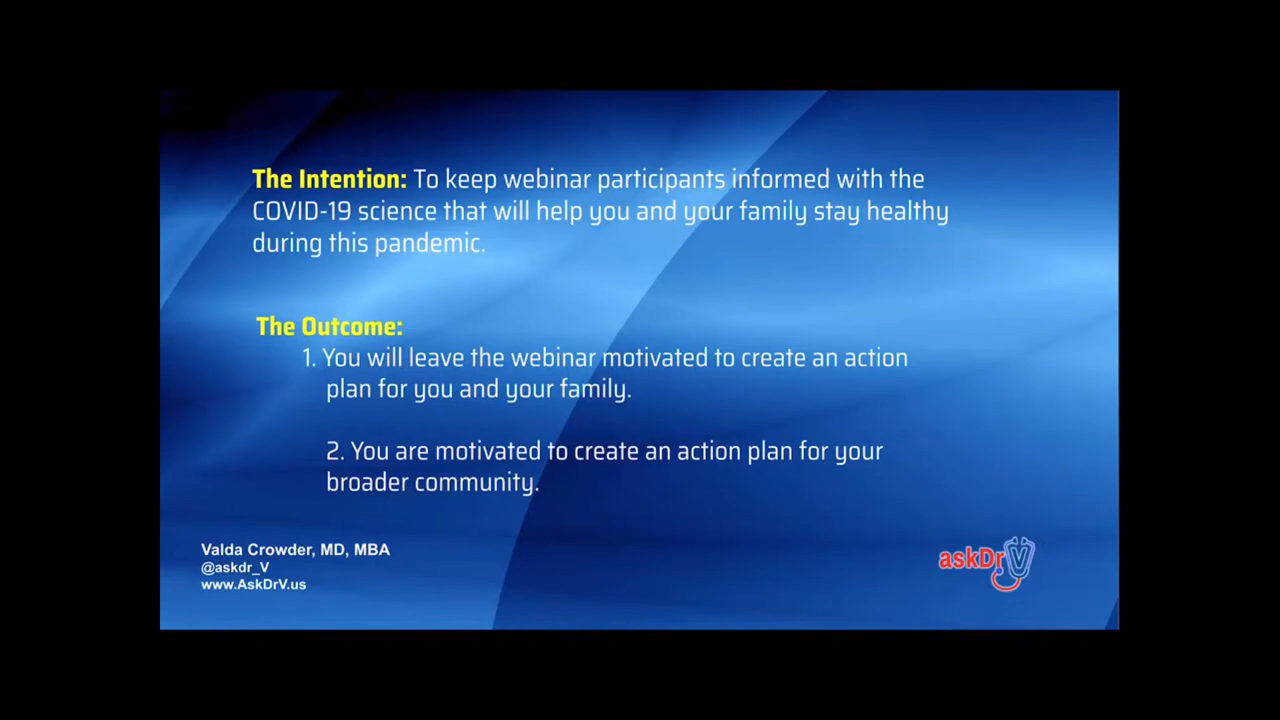 The Intention: To keep webinar participants informed with the
COVID-19 science that will help you and your family stay healthy
during this pandemic.
The Outcome:
1. You will leave the webinar motivated to create an action
plan for you and your family.
2. You are motivated to create an action plan for your
broader community.
Valda Crowder, MD, MBA
@askdr_V
www.AskDrV.us
askDrV